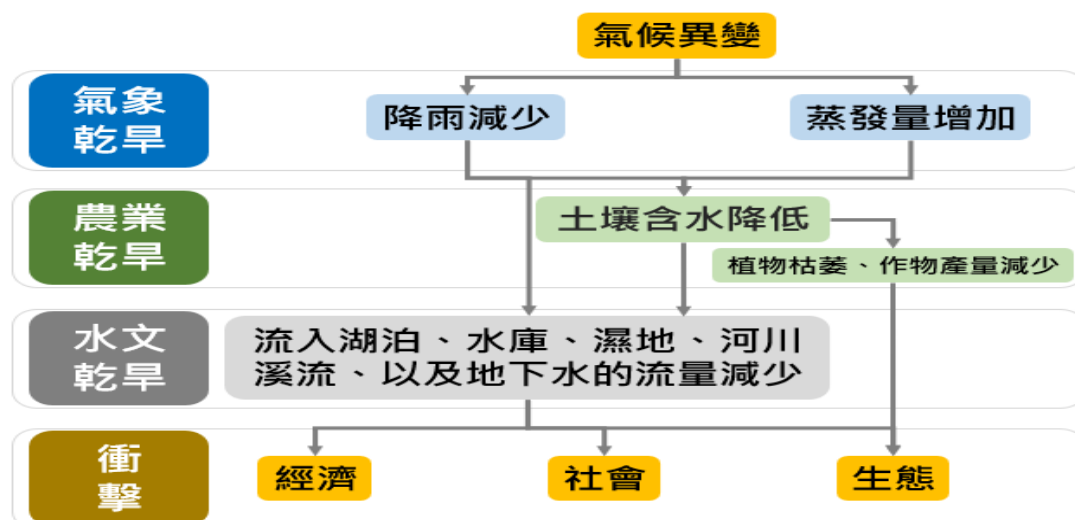 氣候異變
氣象
乾旱
降雨減少
蒸發量增加
農業
乾旱
土壤含水降低
植物枯萎、作物產量減少
水文
乾旱
流入湖泊、水庫、濕地、河川
溪流、以及地下水的流量減少
衝
擊
經濟
社會
生態